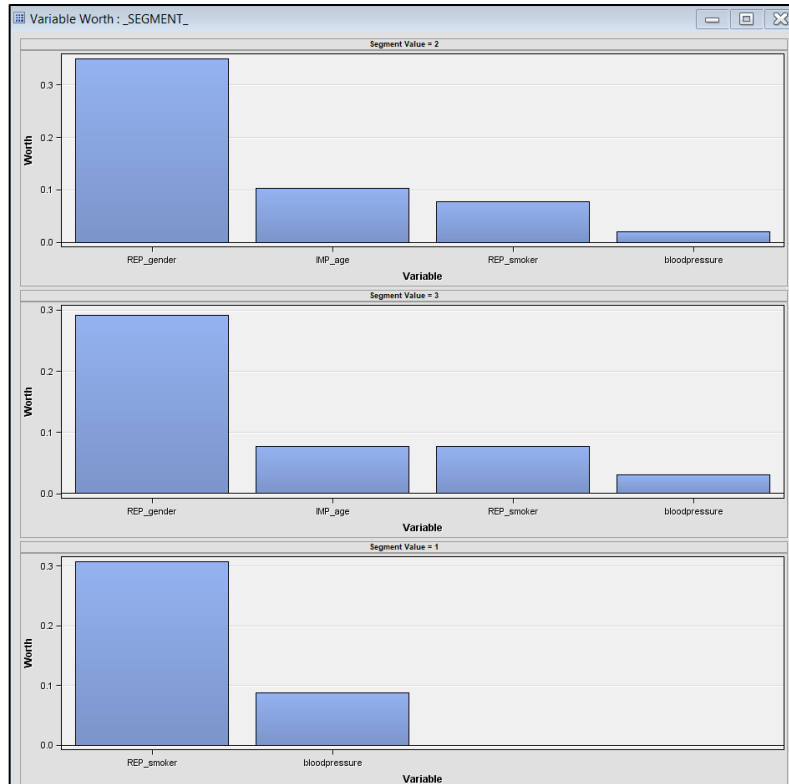 Variable Worth : _SEGMENT_
Segment Value = 2
Worth
0.3
0.2
0.1
0.0
REP_gender IMP_age REP_smoker bloodpressure
Variable
Segment Value = 3
Worth
0.3
0.2
0.1
0.0
REP_gender IMP_age REP_smoker bloodpressure
Variable
Segment Value = 1
Worth
0.3
0.2
0.1
0.0
REP_smoker bloodpressure
Variable